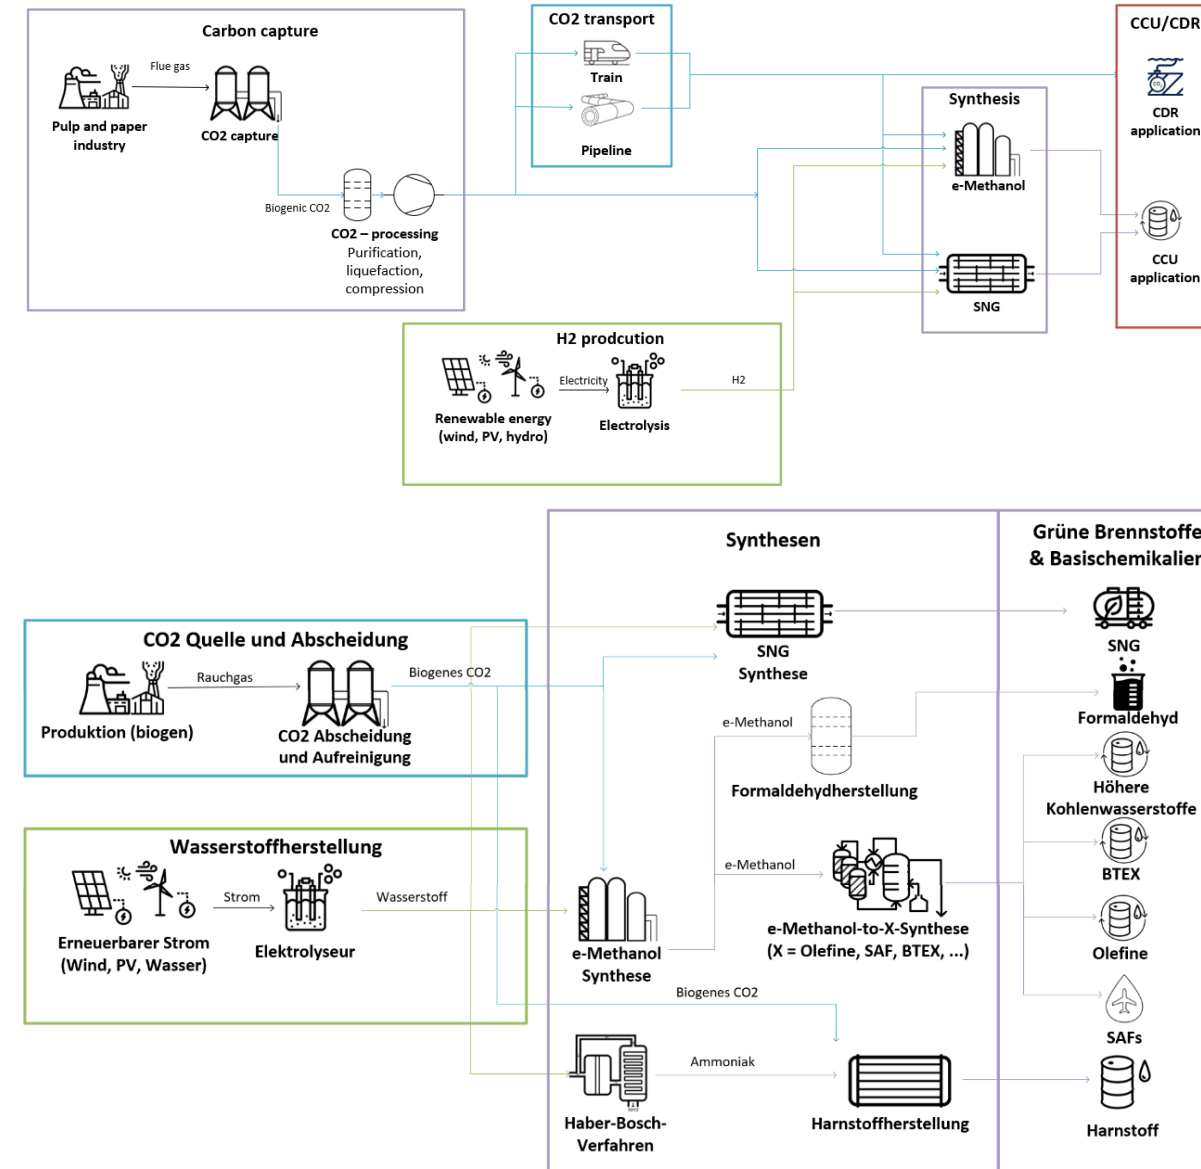 Carbon capture
Flue gas
Pulp and paper
industry
CO2 capture
Biogenic CO2
CO2 – processing
Purification,
liquefaction,
compression
CO2 transport
Train
Pipeline
Synthesis
e-Methanol
SNG
CCU/CDR
CDR
application
CCU
application
H2 prodcution
Renewable energy
(wind, PV, hydro)
Electricity
Electrolysis
H2
CO2 Quelle und Abscheidung
Produktion (biogen)
Rauchgas
CO2 Abscheidung
und Aufreinigung
Biogenes CO2
Wasserstoffherstellung
Erneuerbarer Strom
(Wind, PV, Wasser)
Strom
Elektrolyseur
Wasserstoff
Synthesen
SNG
Synthese
e-Methanol
Formaldehydherstellung
e-Methanol
e-Methanol
Synthese
e-Methanol-to-X-Synthese
(X = Olefine, SAF, BTEX, ...)
Biogenes CO2
Haber-Bosch-
Verfahren
Ammoniak
Harnstoffherstellung
Grüne Brennstoffe
& Basischemikalien
SNG
Formaldehyd
Höhere
Kohlenwasserstoffe
BTEX
Olefine
SAFs
Harnstoff